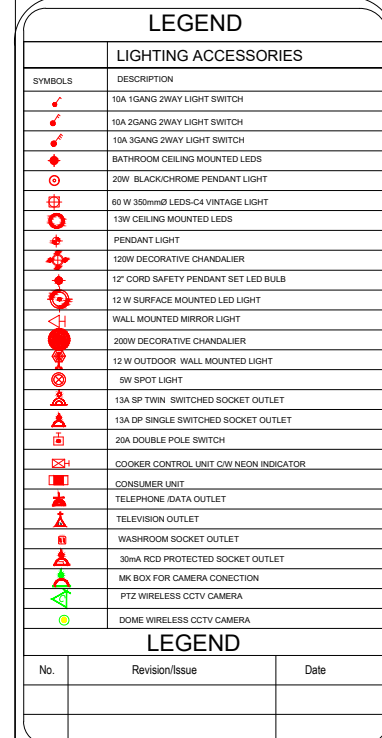 LEGEND
LIGHTING ACCESSORIES
SYMBOLS DESCRIPTION
10A 1GANG 2WAY LIGHT SWITCH
10A 2GANG 2WAY LIGHT SWITCH
10A 3GANG 2WAY LIGHT SWITCH
BATHROOM CEILING MOUNTED LEDS
20W BLACK/CHROME PENDANT LIGHT
60 W 350mmØ LEDS-C4 VINTAGE LIGHT
13W CEILING MOUNTED LEDS
PENDANT LIGHT
120W DECORATIVE CHANDALIER
12" CORD SAFETY PENDANT SET LED BULB
12 W SURFACE MOUNTED LED LIGHT
WALL MOUNTED MIRROR LIGHT
200W DECORATIVE CHANDALIER
12 W OUTDOOR WALL MOUNTED LIGHT
5W SPOT LIGHT
13A SP TWIN SWITCHED SOCKET OUTLET
13A DP SINGLE SWITCHED SOCKET OUTLET
20A DOUBLE POLE SWITCH
COOKER CONTROL UNIT C/W NEON INDICATOR
CONSUMER UNIT
TELEPHONE /DATA OUTLET
TELEVISION OUTLET
WASHROOM SOCKET OUTLET
30mA RCD PROTECTED SOCKET OUTLET
MK BOX FOR CAMERA CONECTION
PTZ WIRELESS CCTV CAMERA
DOME WIRELESS CCTV CAMERA
LEGEND
No. Revision/Issue Date